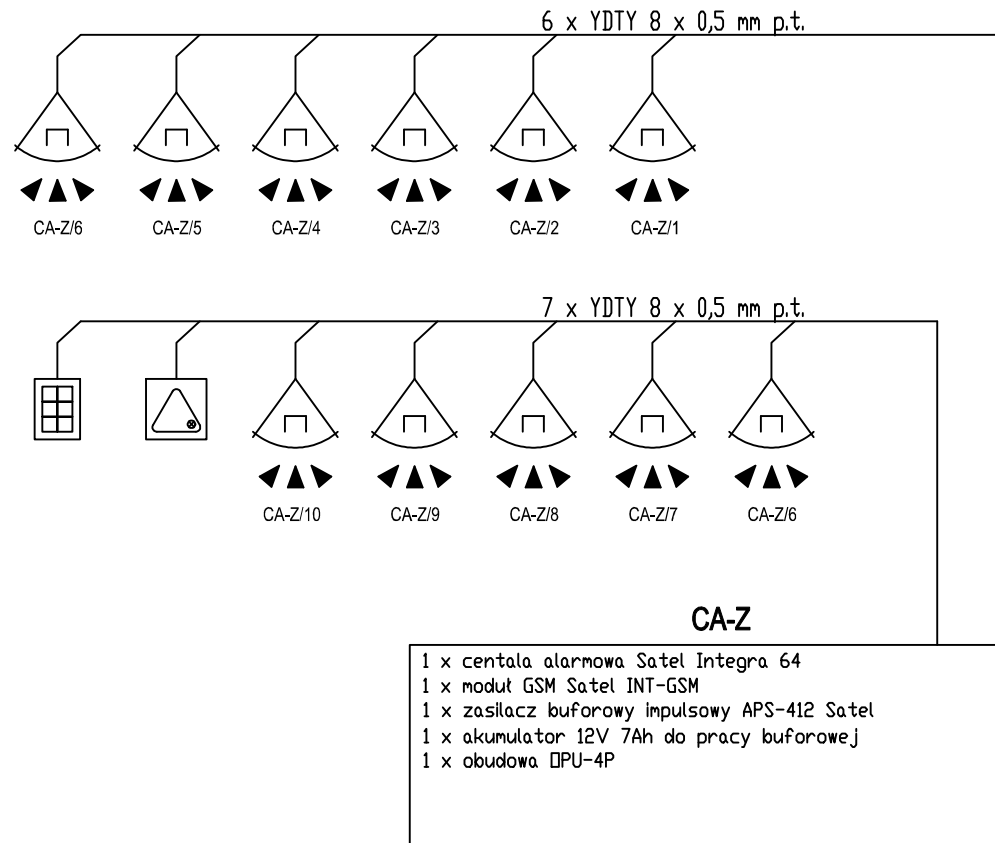 6 x YDTY 8 x 0,5 mm p.t.
CA-Z/6 CA-Z/5 CA-Z/4 CA-Z/3 CA-Z/2 CA-Z/1
7 x YDTY 8 x 0,5 mm p.t.
CA-Z/10 CA-Z/9 CA-Z/8 CA-Z/7 CA-Z/6
CA-Z
1 x centala alarmowa Satel Integra 64
1 x moduł GSM Satel INT-GSM
1 x zasilacz buforowy impulsowy APS-412 Satel
1 x akumulator 12V 7Ah do pracy buforowej
1 x obudowa OPU-4P